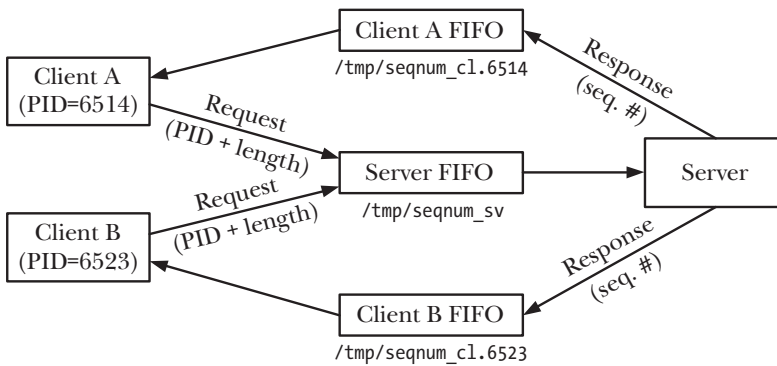 Client A FIFO
/tmp/seqnum_cl.6514
Client A
(PID=6514)
Response
(seq. #)
Request
(PID + length)
Server FIFO
/tmp/seqnum_sv
Server
Request
(PID + length)
Client B
(PID=6523)
Response
(seq. #)
Client B FIFO
/tmp/seqnum_cl.6523